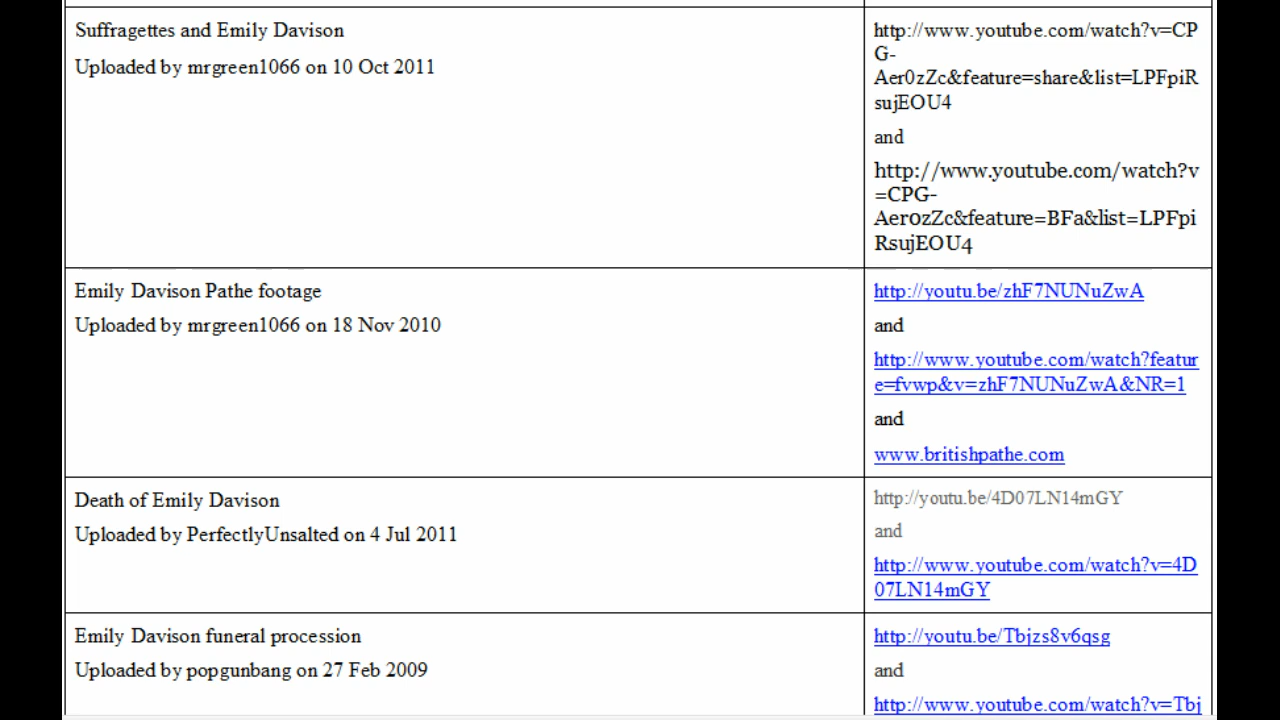 Suffragettes and Emily Davison
Uploaded by mrgreen1066 on 10 Oct 2011
http://www.youtube.com/watch?v=CP
G-
Aer0zZc&feature=share&list=LPFpiR
sujEOU4
and
http://www.youtube.com/watch?v
=CPG-
Aer0zZc&feature=BFa&list=LPFpi
RsujEOU4
Emily Davison Pathe footage
Uploaded by mrgreen1066 on 18 Nov 2010
http://youtu.be/zhF7NUNuZwA
and
http://www.youtube.com/watch?featur
e=fvwp&v=zhF7NUNuZwA&NR=1
and
www.britishpathe.com
Death of Emily Davison
Uploaded by PerfectlyUnsalted on 4 Jul 2011
http://youtu.be/4D07LN14mGY
and
http://www.youtube.com/watch?v=4D
07LN14mGY
Emily Davison funeral procession
Uploaded by popgunbang on 27 Feb 2009
http://youtu.be/Tbjzs8v6qsg
and
http://www.youtube.com/watch?v=Tbj